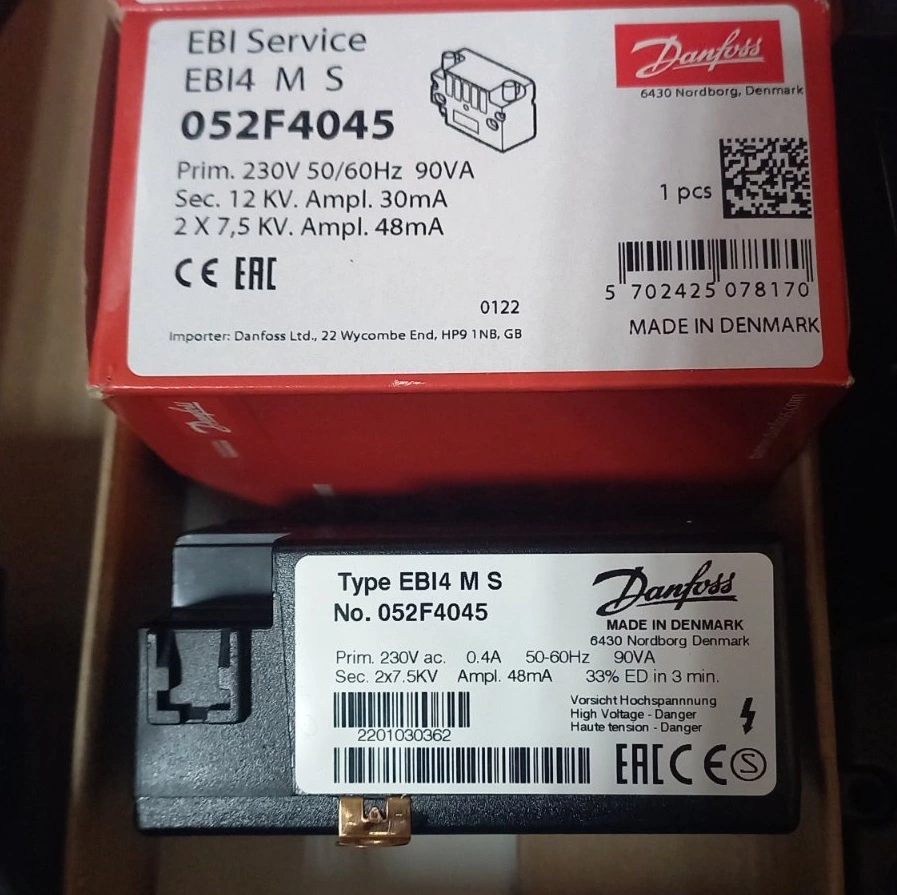 EBI Service
EBI4 M S
052F4045
Prim. 230V 50/60Hz 90VA
Sec. 12 KV. Ampl. 30mA
2 X 7,5 KV. Ampl. 48mA
CE EAC
0122
Importer: Danfoss Ltd., 22 Wycombe End, HP9 1NB, GB
Danfoss
6430 Nordborg, Denmark
1 pcs
5 702425 078170
MADE IN DENMARK
Danfoss
Type EBI4 M S
No. 052F4045
Danfoss
MADE IN DENMARK
6430 Nordborg Denmark
Prim. 230V ac. 0.4A 50-60Hz 90VA
Sec. 2x7.5KV Ampl. 48mA 33% ED in 3 min.
2201030362
Vorsicht Hochspannnung
High Voltage - Danger
Haute tension - Danger
EAC CE S